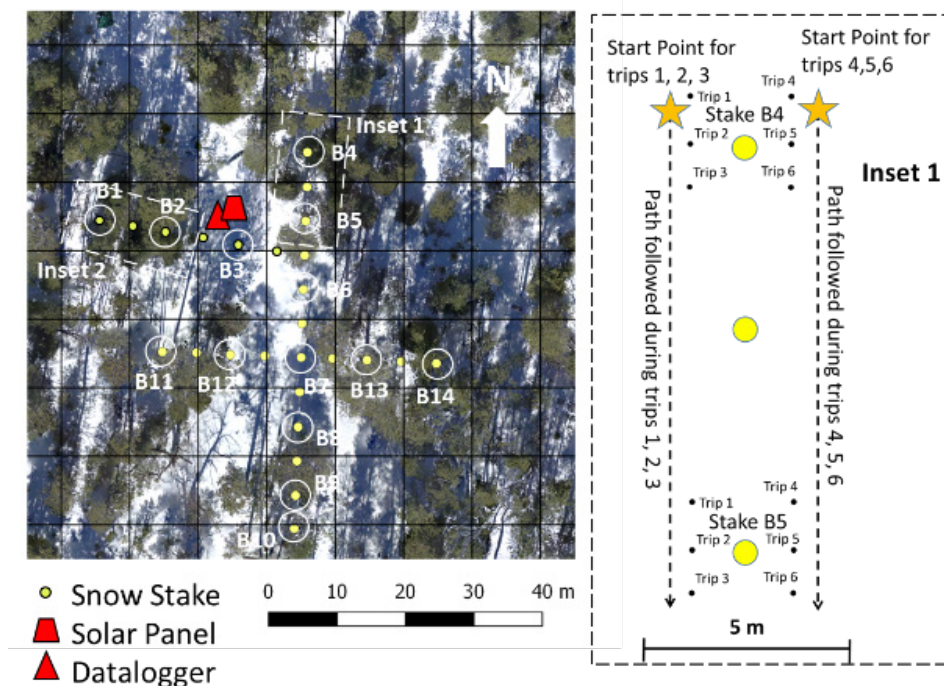 N
Inset 1
B4
B1
B2
B5
B3
Inset 2
B6
B11
B12
B7
B13
B14
B8
B9
B10
Snow Stake
Solar Panel
Datalogger
0 10 20 30 40 m
Start Point for
trips 1, 2, 3
Start Point for
trips 4,5,6
Trip 1
Trip 4
Stake B4
Trip 2
Trip 5
Trip 3
Trip 6
Inset 1
Path followed during trips 1, 2, 3
Path followed during trips 4, 5, 6
Trip 1
Trip 4
Stake B5
Trip 2
Trip 5
Trip 3
Trip 6
5 m